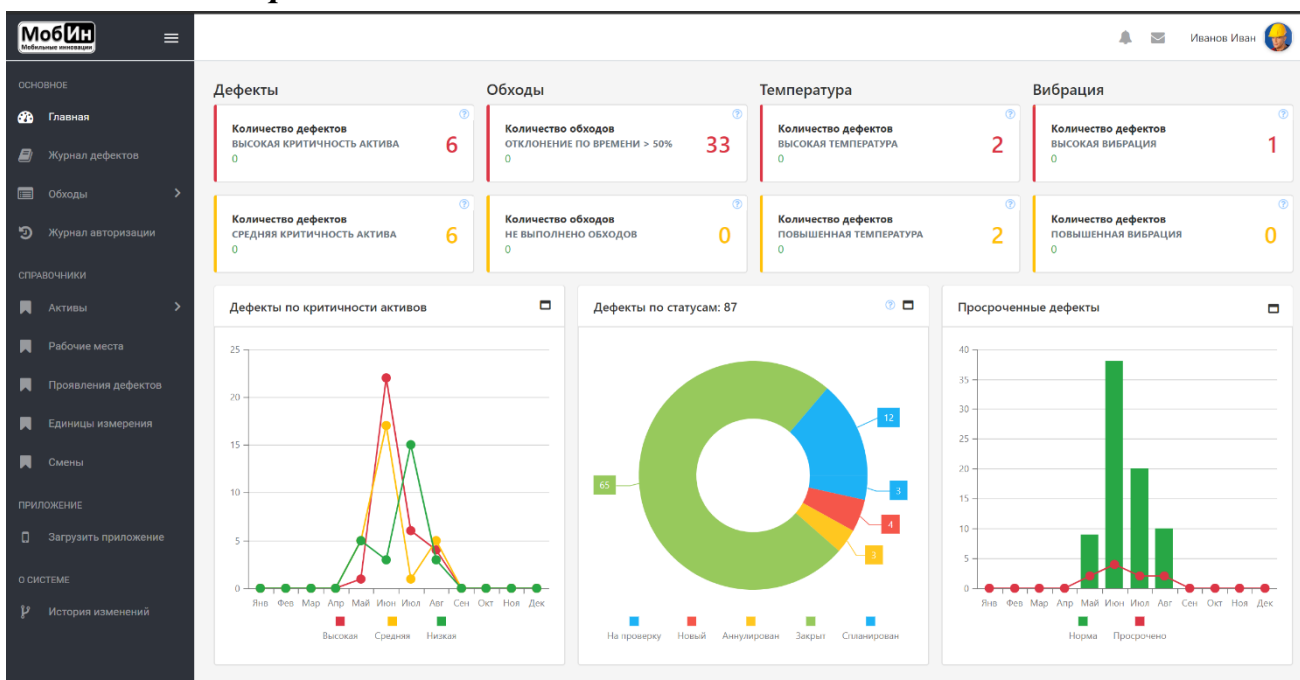 МобИн
Мобильные инновации
Иванов Иван
ОСНОВНОЕ
Главная
Журнал дефектов
Обходы
Журнал авторизации
СПРАВОЧНИКИ
Активы
Рабочие места
Проявления дефектов
Единицы измерения
Смены
ПРИЛОЖЕНИЕ
Загрузить приложение
О СИСТЕМЕ
История изменений
Дефекты
Количество дефектов
ВЫСОКАЯ КРИТИЧНОСТЬ АКТИВА
6
0
Количество дефектов
СРЕДНЯЯ КРИТИЧНОСТЬ АКТИВА
6
0
Обходы
Количество обходов
ОТКЛОНЕНИЕ ПО ВРЕМЕНИ > 50%
33
0
Количество обходов
НЕ ВЫПОЛНЕНО ОБХОДОВ
0
0
Температура
Количество дефектов
ВЫСОКАЯ ТЕМПЕРАТУРА
2
0
Количество дефектов
ПОВЫШЕННАЯ ТЕМПЕРАТУРА
2
0
Вибрация
Количество дефектов
ВЫСОКАЯ ВИБРАЦИЯ
1
0
Количество дефектов
ПОВЫШЕННАЯ ВИБРАЦИЯ
0
0
Дефекты по критичности активов
25
20
15
10
5
0
Янв Фев Мар Апр Май Июн Июл Авг Сен Окт Ноя Дек
Высокая Средняя Низкая
Дефекты по статусам: 87
12
3
4
3
65
На проверку Новый Аннулирован Закрыт Спланирован
Просроченные дефекты
40
35
30
25
20
15
10
5
0
Янв Фев Мар Апр Май Июн Июл Авг Сен Окт Ноя Дек
Норма Просрочено